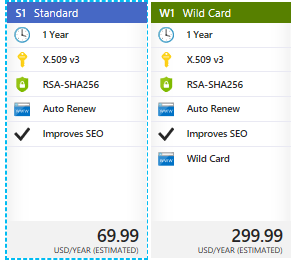 S1 Standard
1 Year
X.509 v3
RSA-SHA256
Auto Renew
Improves SEO
69.99
USD/YEAR (ESTIMATED)
W1 Wild Card
1 Year
X.509 v3
RSA-SHA256
Auto Renew
Improves SEO
Wild Card
299.99
USD/YEAR (ESTIMATED)